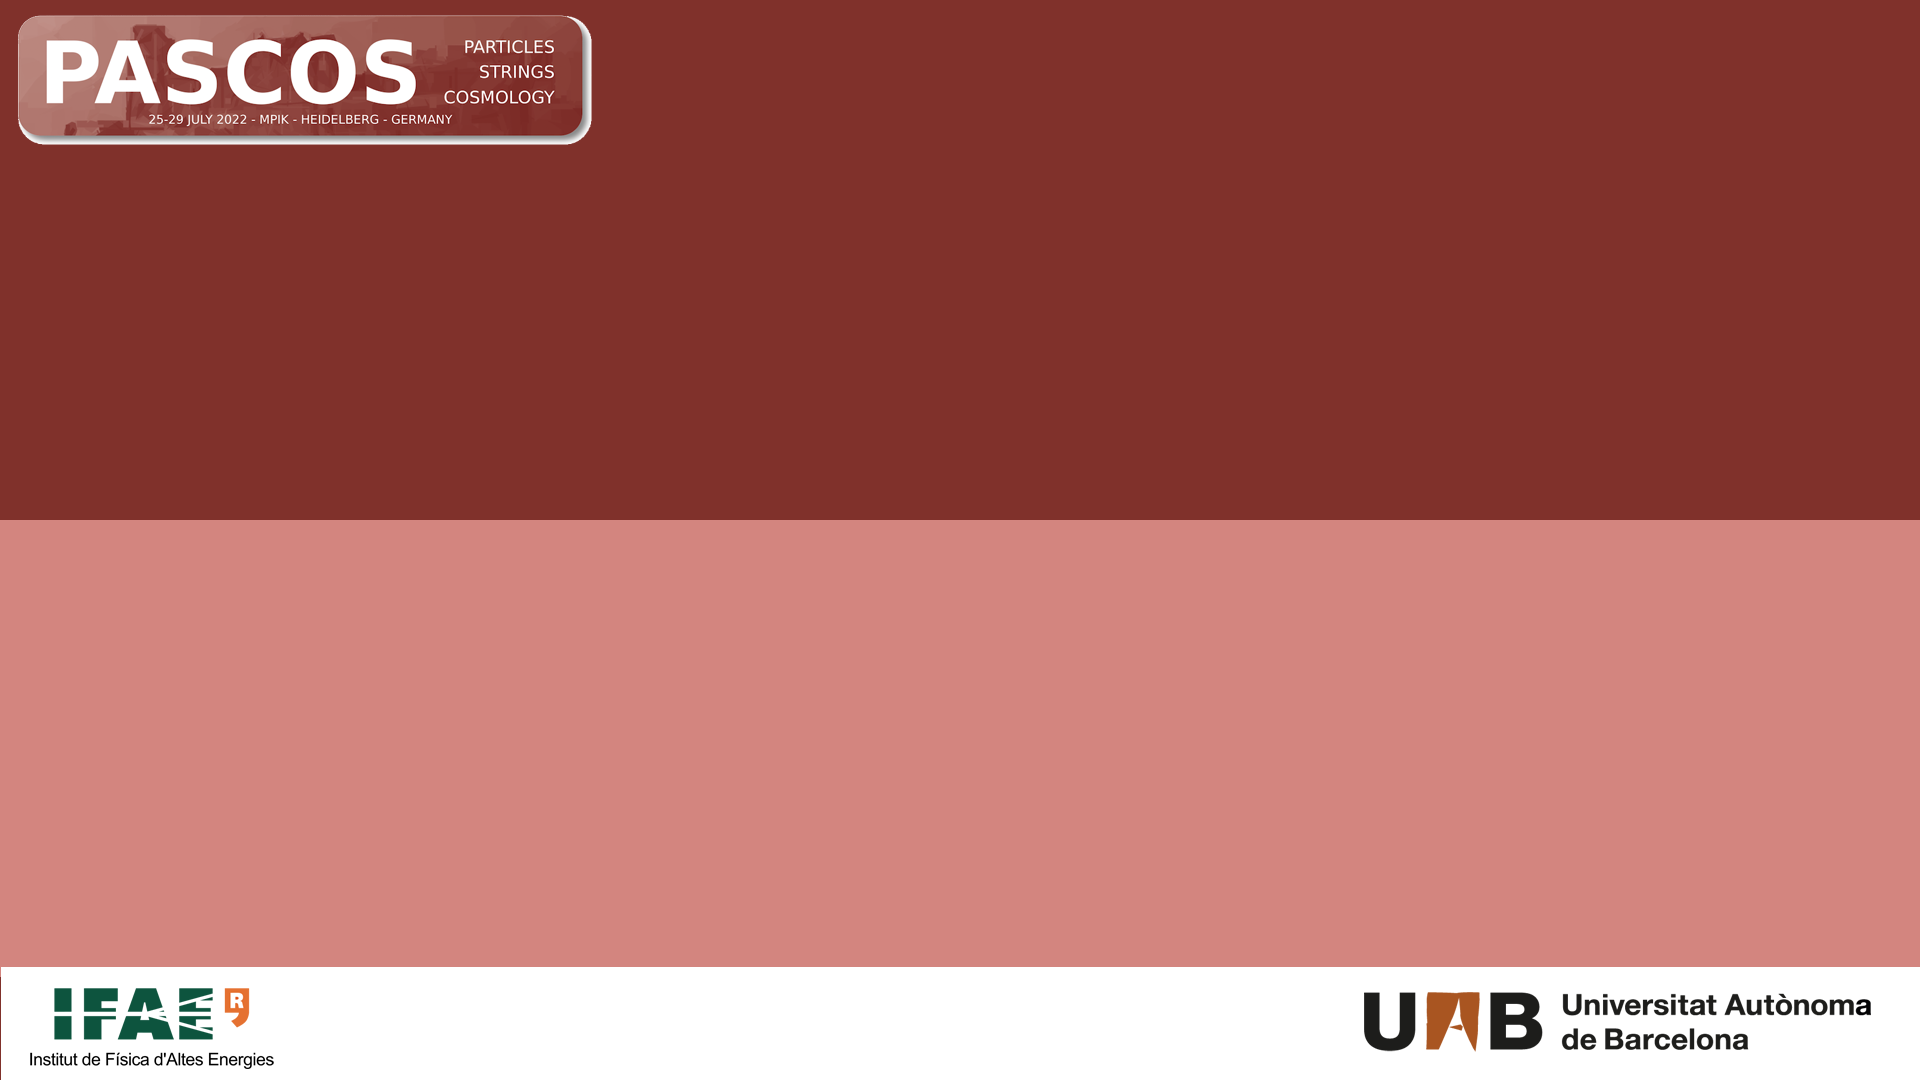 PASCOS
PARTICLES
STRINGS
COSMOLOGY
25-29 JULY 2022 - MPIK - HEIDELBERG - GERMANY
IFAE R
Institut de Física d'Altes Energies
UAB
Universitat Autònoma
de Barcelona